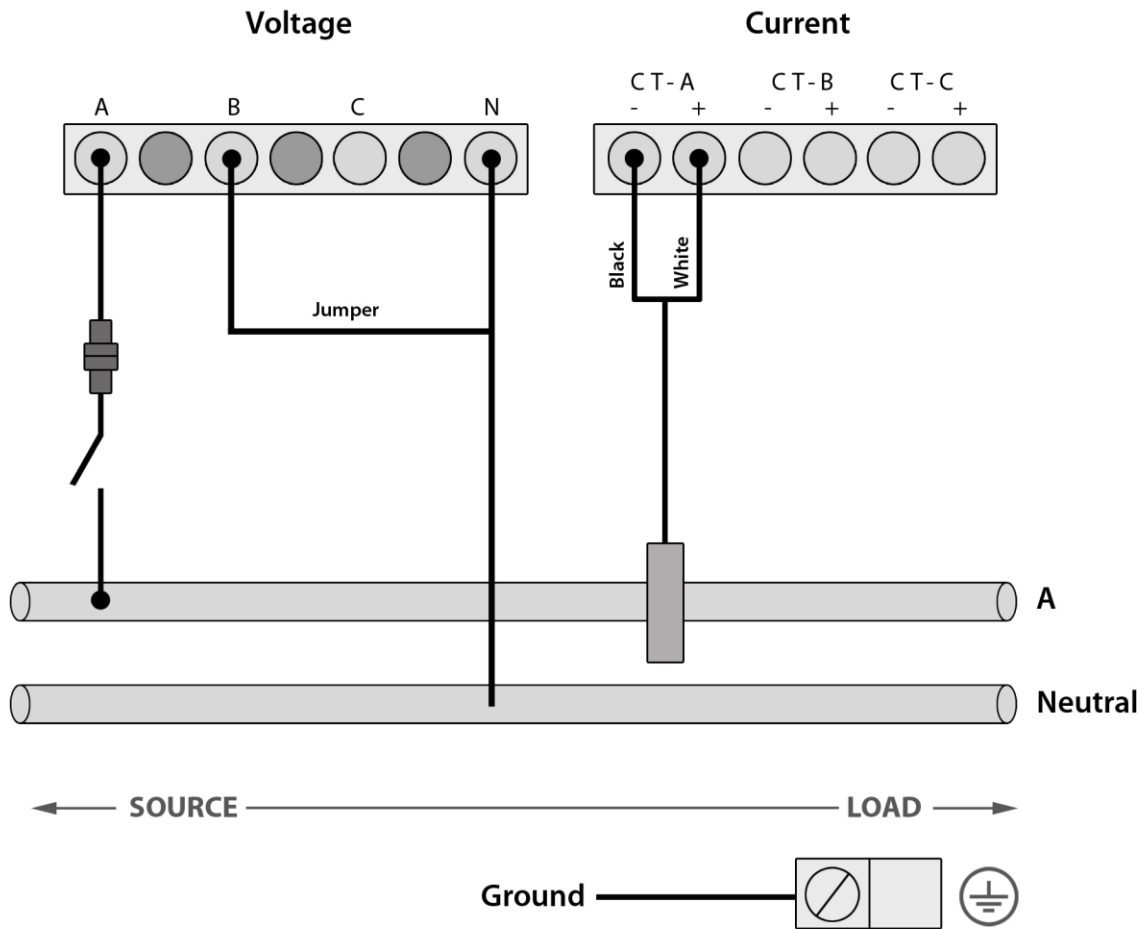 Voltage
Current
CT-A CT-B CT-C
A B C N
- + - + - +
Black
White
Jumper
A
Neutral
SOURCE LOAD
Ground